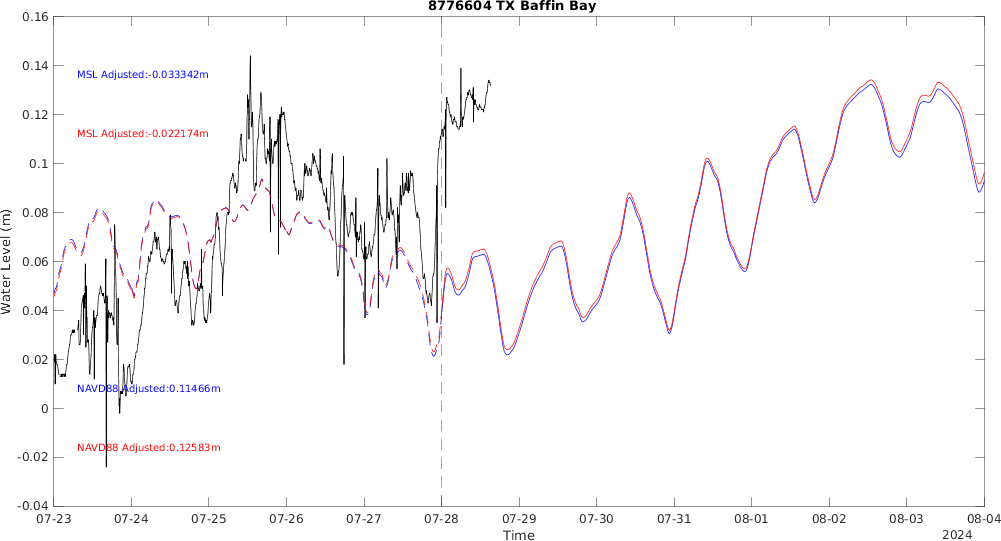 8776604 TX Baffin Bay
0.16
0.14
0.12
0.1
0.08
0.06
0.04
0.02
0
-0.02
-0.04
Water Level (m)
MSL Adjusted:-0.033342m
MSL Adjusted:-0.022174m
NAVD88 Adjusted:0.11466m
NAVD88 Adjusted:0.12583m
07-23 07-24 07-25 07-26 07-27 07-28 07-29 07-30 07-31 08-01 08-02 08-03 08-04
Time
2024